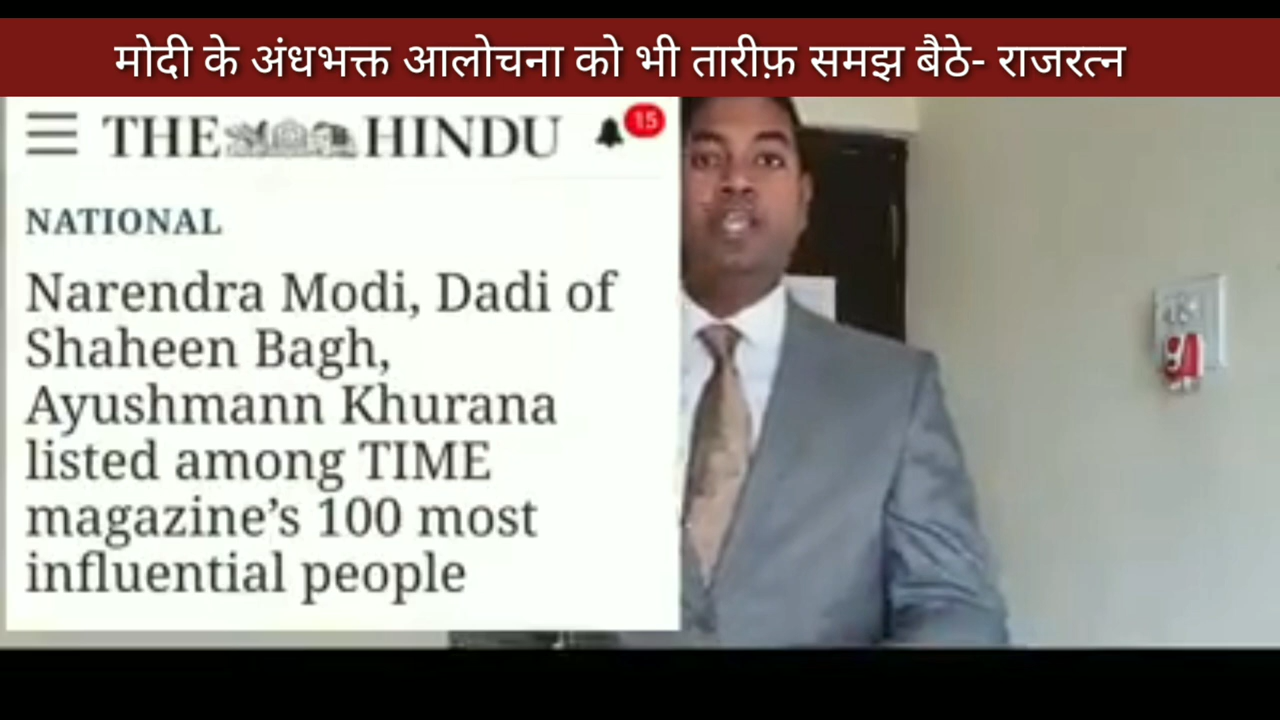 मोदी के अंधभक्त आलोचना को भी तारीफ़ समझ बैठे- राजरत्न
THE HINDU
15
NATIONAL
Narendra Modi, Dadi of
Shaheen Bagh,
Ayushmann Khurana
listed among TIME
magazine’s 100 most
influential people